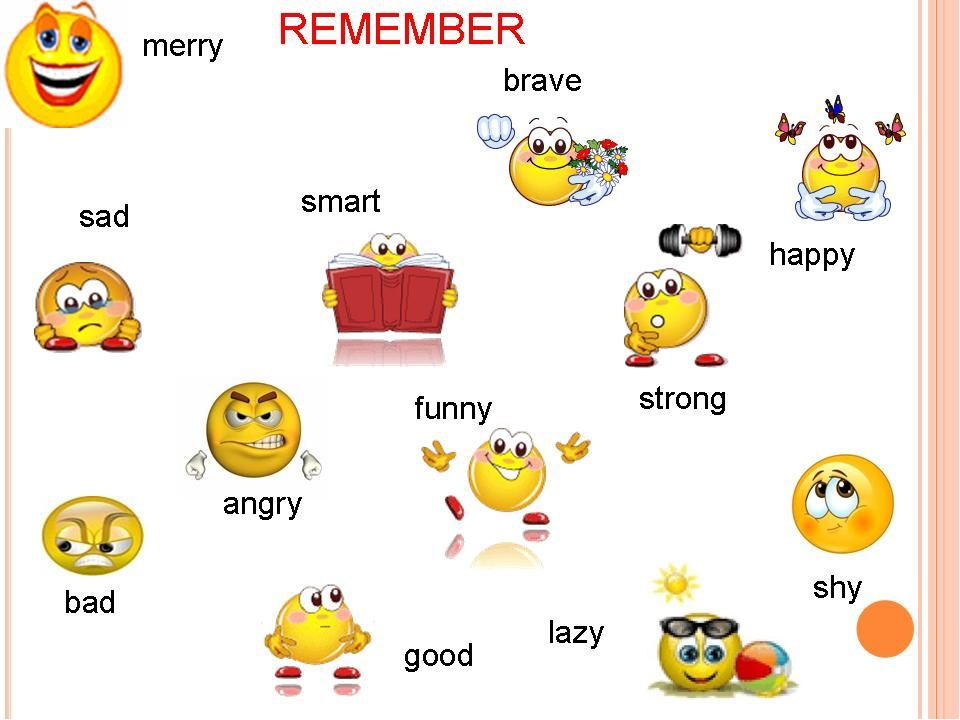 REMEMBER
merry
brave
smart
sad
happy
strong
funny
angry
shy
bad
lazy
good